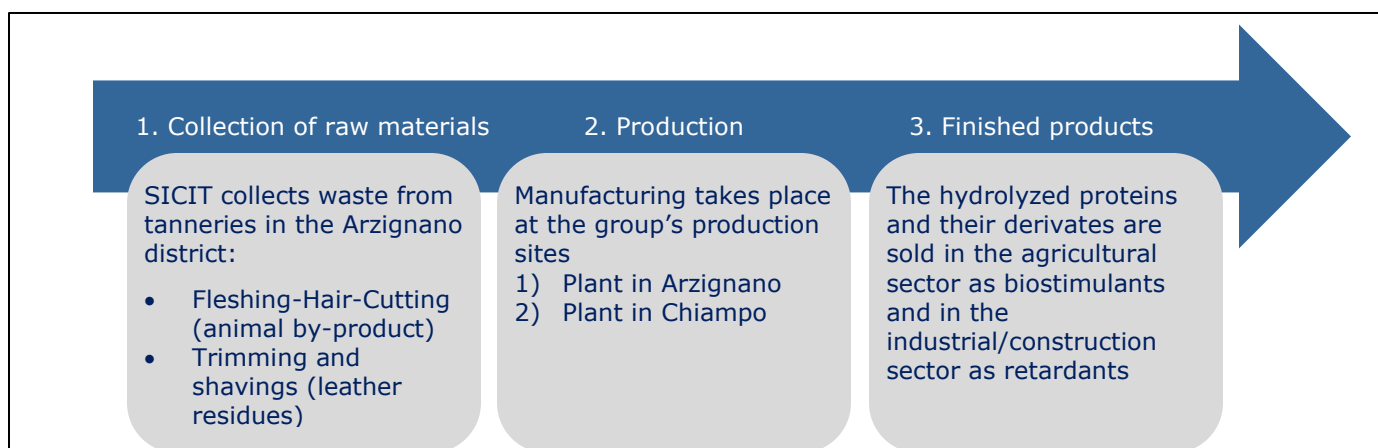 1. Collection of raw materials
2. Production
3. Finished products
SICIT collects waste from
tanneries in the Arzignano
district:
• Fleshing-Hair-Cutting
(animal by-product)
• Trimming and
shavings (leather
residues)
Manufacturing takes place
at the group’s production
sites
1) Plant in Arzignano
2) Plant in Chiampo
The hydrolyzed proteins
and their derivates are
sold in the agricultural
sector as biostimulants
and in the
industrial/construction
sector as retardants